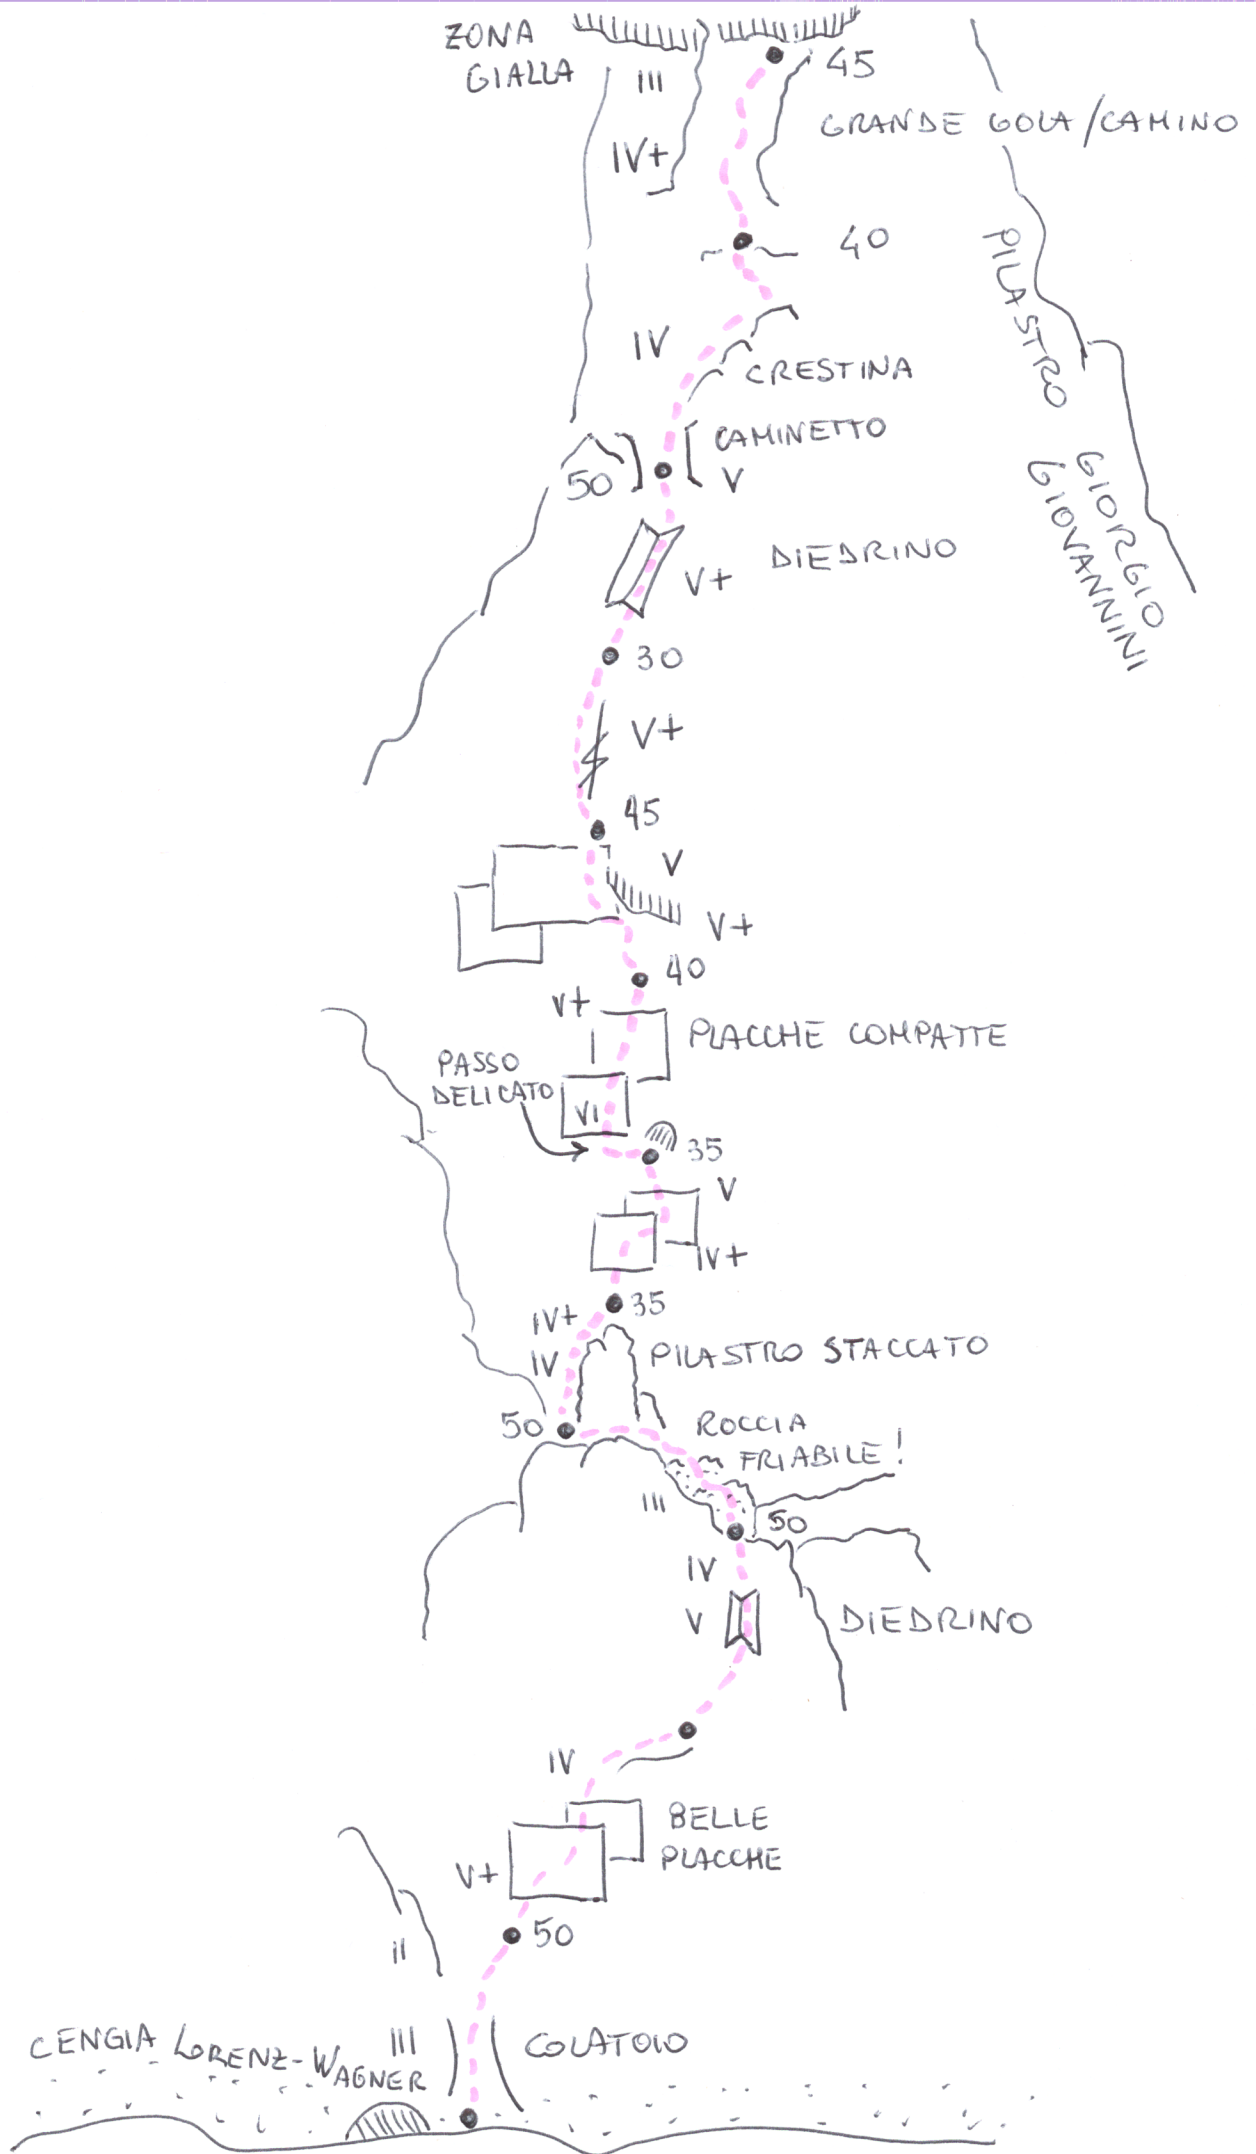 ZONA
GIALLA
III
45
GRANDE GOLA/CAMINO
IV+
40
PILASTRO
GIORGIO
GIOVANNINI
IV
CRESTINA
CAMINETTO
50
V
DIEDRINO
V+
30
V+
45
V
V+
40
V+
PLACCHE COMPATTE
PASSO
DELICATO
VI
35
V
IV+
35
IV+
IV
PILASTRO STACCATO
50
ROCCIA
FRIABILE!
III
50
IV
V
DIEDRINO
IV
BELLE
PLACCHE
V+
50
II
CENGIA LORENZ-WAGNER
III
COLATOIO